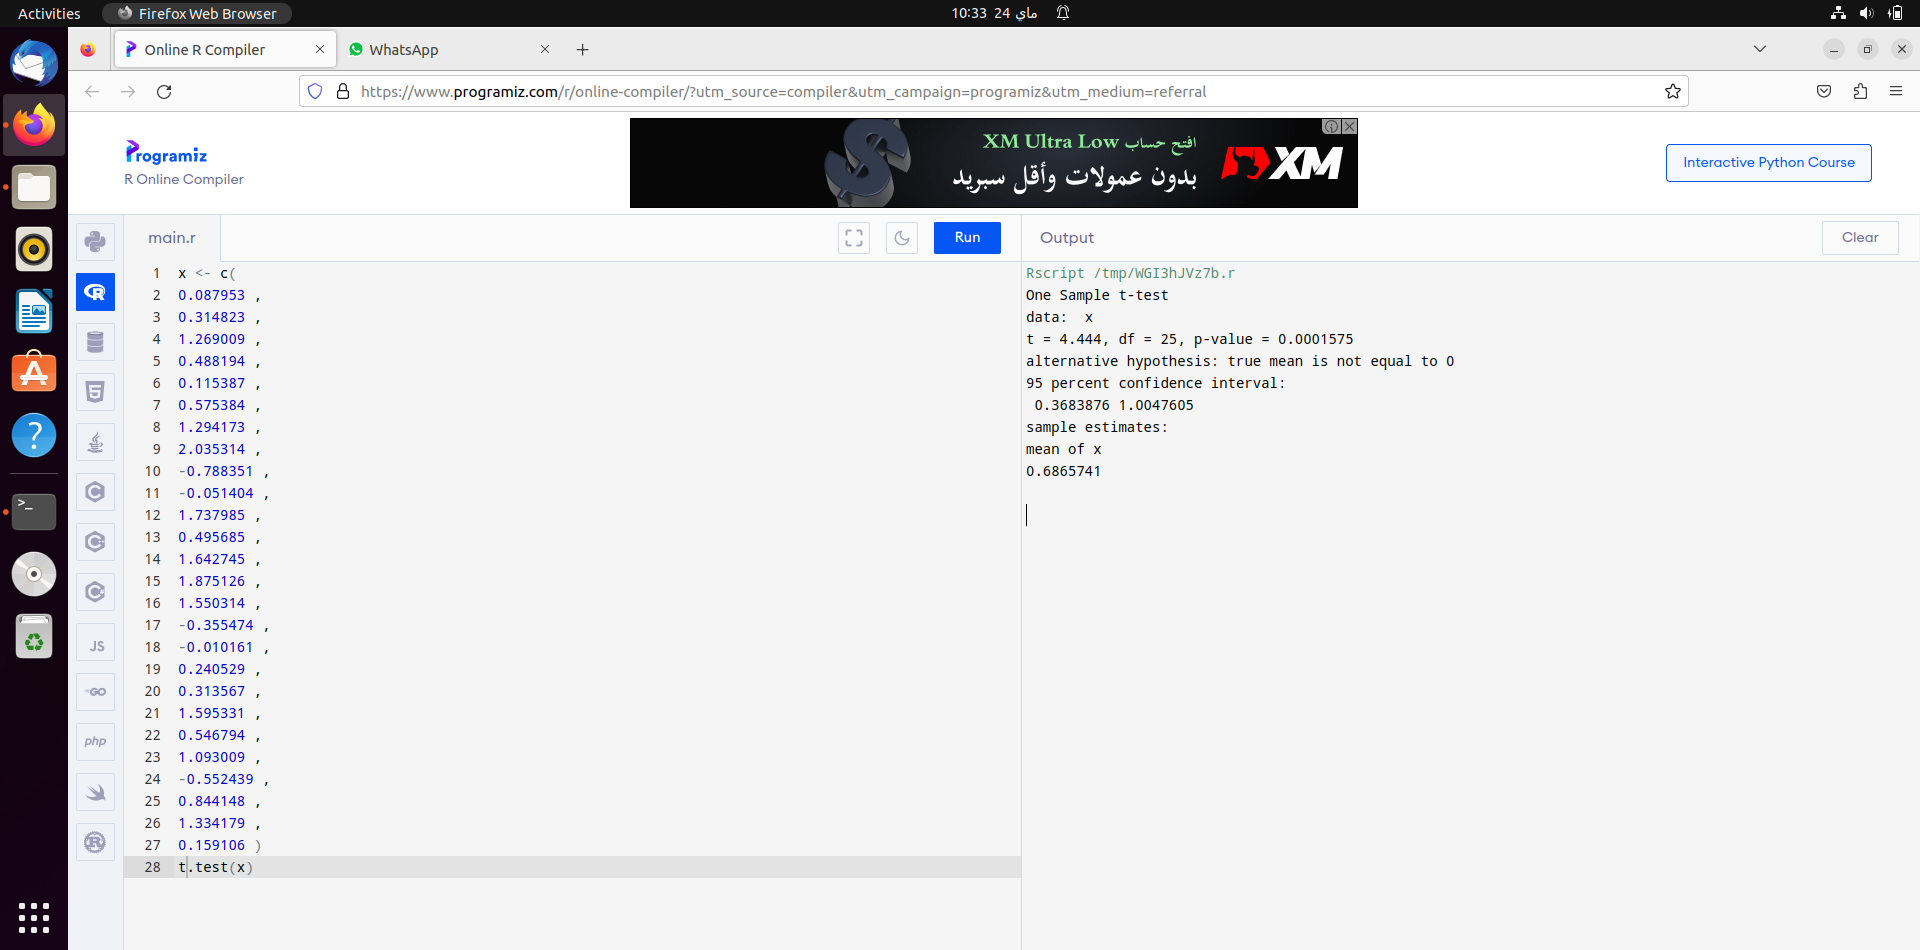 Activities
Firefox Web Browser
10:33 24 ماي
Online R Compiler
WhatsApp
https://www.programiz.com/r/online-compiler/?utm_source=compiler&utm_campaign=programiz&utm_medium=referral
Programiz
R Online Compiler
افتح حساب XM Ultra Low
بدون عمولات وأقل سبريد
XM
Interactive Python Course
main.r
Run
Output
Clear
1 x <- c(
2 0.087953 ,
3 0.314823 ,
4 1.269009 ,
5 0.488194 ,
6 0.115387 ,
7 0.575384 ,
8 1.294173 ,
9 2.035314 ,
10 -0.788351 ,
11 -0.051404 ,
12 1.737985 ,
13 0.495685 ,
14 1.642745 ,
15 1.875126 ,
16 1.550314 ,
17 -0.355474 ,
18 -0.010161 ,
19 0.240529 ,
20 0.313567 ,
21 1.595331 ,
22 0.546794 ,
23 1.093009 ,
24 -0.552439 ,
25 0.844148 ,
26 1.334179 ,
27 0.159106 )
28 t.test(x)
Rscript /tmp/WGI3hJVz7b.r
One Sample t-test
data:  x
t = 4.444, df = 25, p-value = 0.0001575
alternative hypothesis: true mean is not equal to 0
95 percent confidence interval:
 0.3683876 1.0047605
sample estimates:
mean of x
0.6865741
JS
GO
php